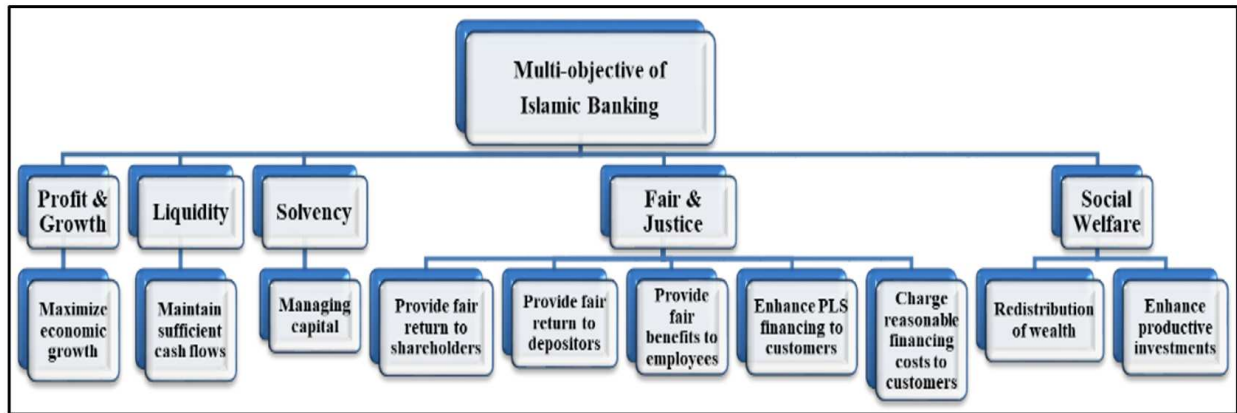 Multi-objective of
Islamic Banking
Profit &
Growth
Liquidity
Solvency
Fair &
Justice
Social
Welfare
Maximize
economic
growth
Maintain
sufficient
cash flows
Managing
capital
Provide fair
return to
shareholders
Provide fair
return to
depositors
Provide
fair
benefits to
employees
Enhance PLS
financing to
customers
Charge
reasonable
financing
costs to
customers
Redistribution
of wealth
Enhance
productive
investments